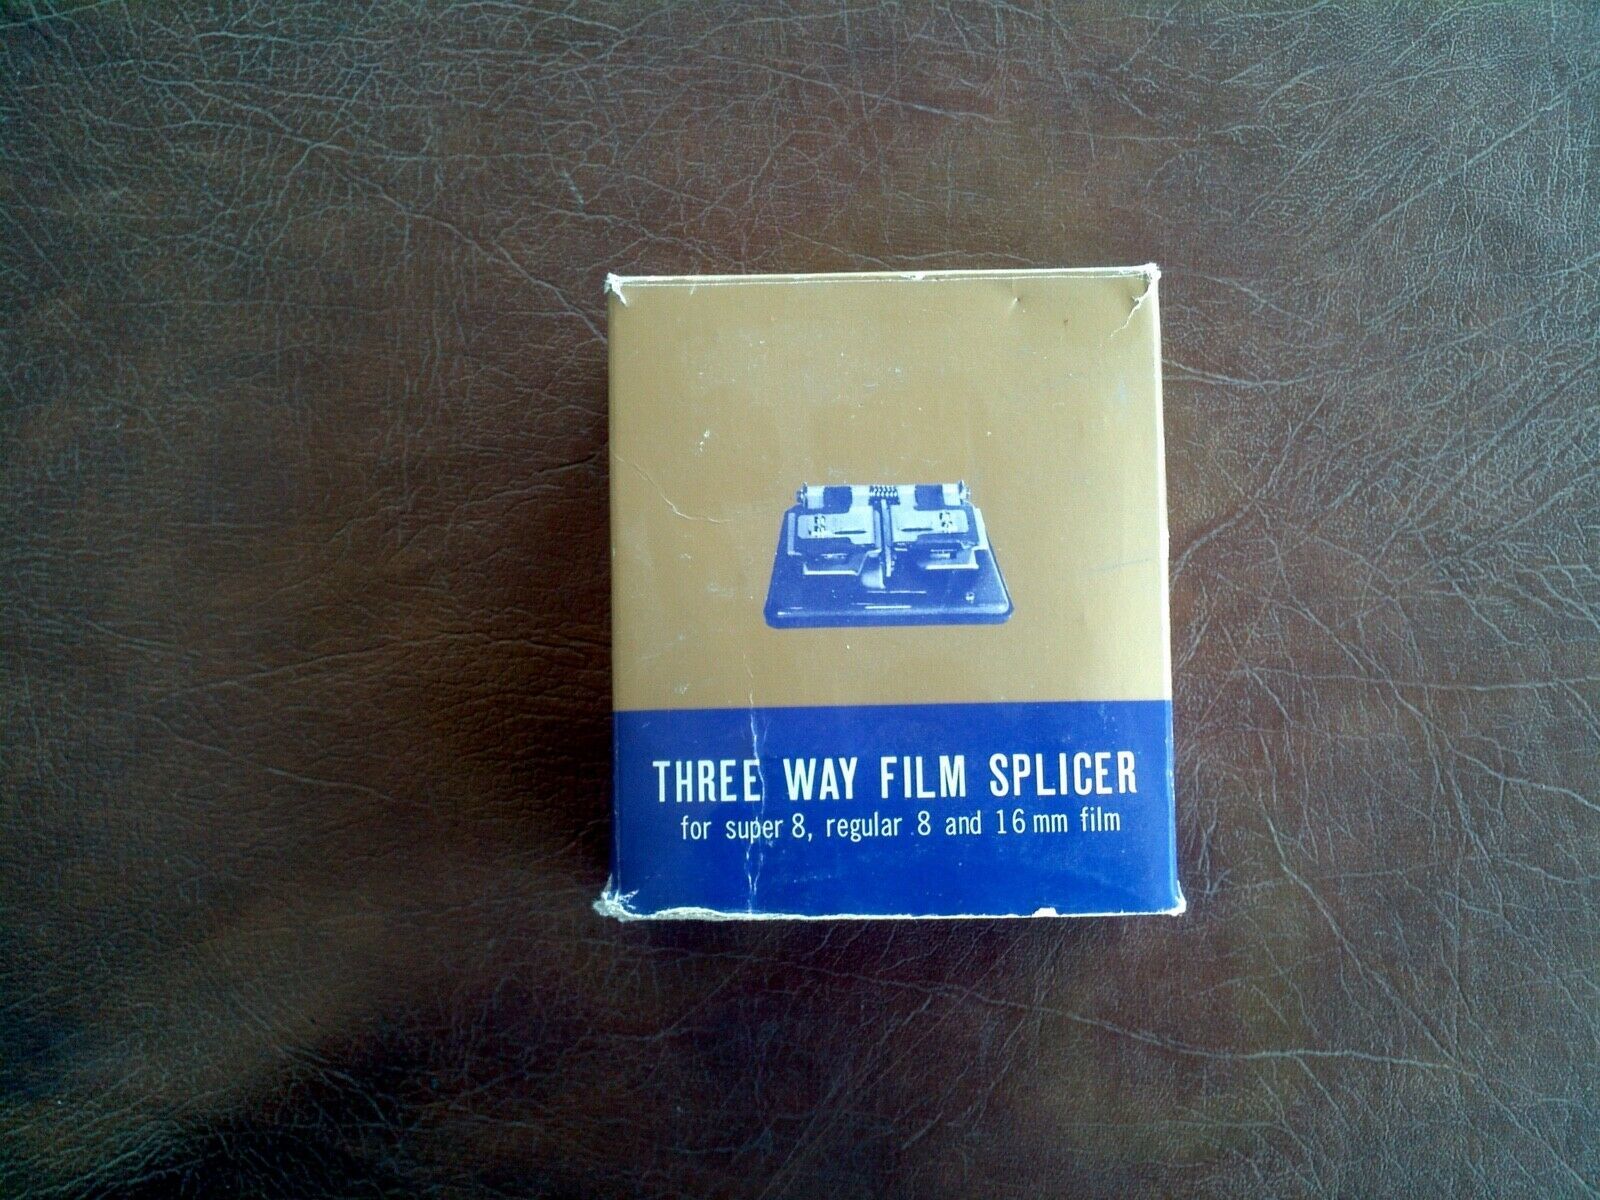 THREE WAY FILM SPLICER
for super 8, regular 8 and 16 mm film